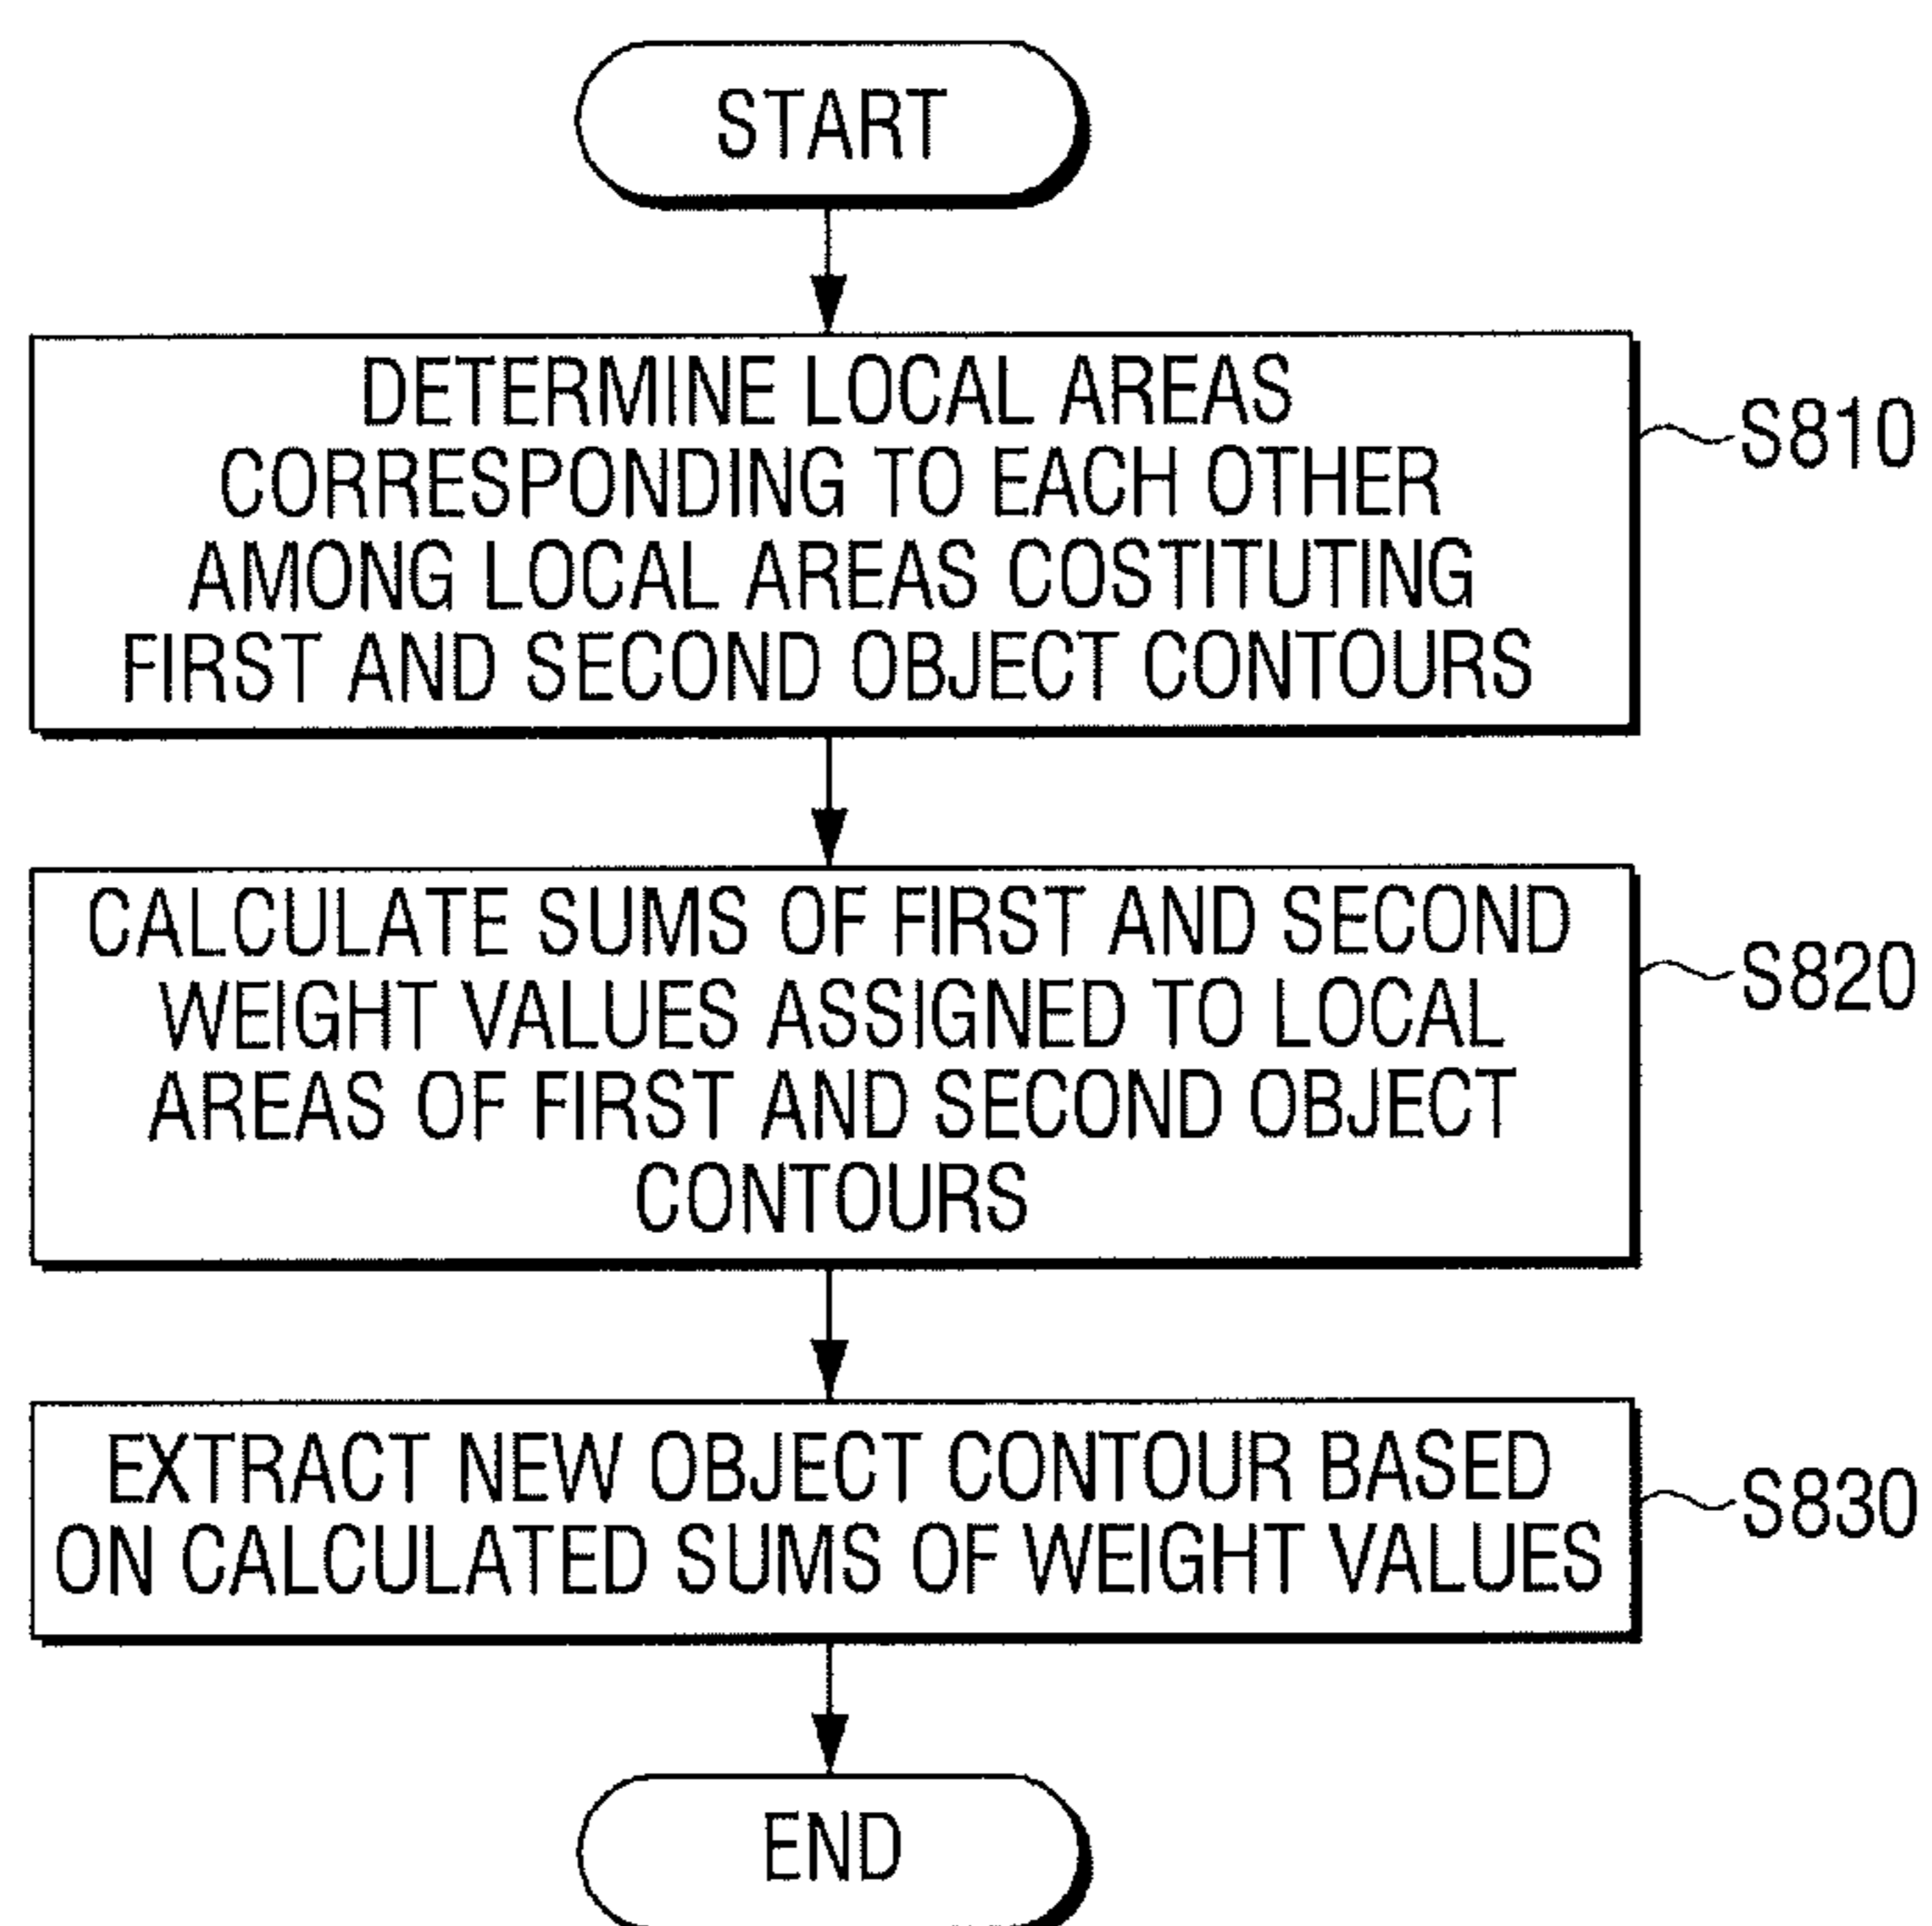 START
DETERMINE LOCAL AREAS
CORRESPONDING TO EACH OTHER
AMONG LOCAL AREAS COSTITUTING
FIRST AND SECOND OBJECT CONTOURS
S810
CALCULATE SUMS OF FIRST AND SECOND
WEIGHT VALUES ASSIGNED TO LOCAL
AREAS OF FIRST AND SECOND OBJECT
CONTOURS
S820
EXTRACT NEW OBJECT CONTOUR BASED
ON CALCULATED SUMS OF WEIGHT VALUES
S830
END